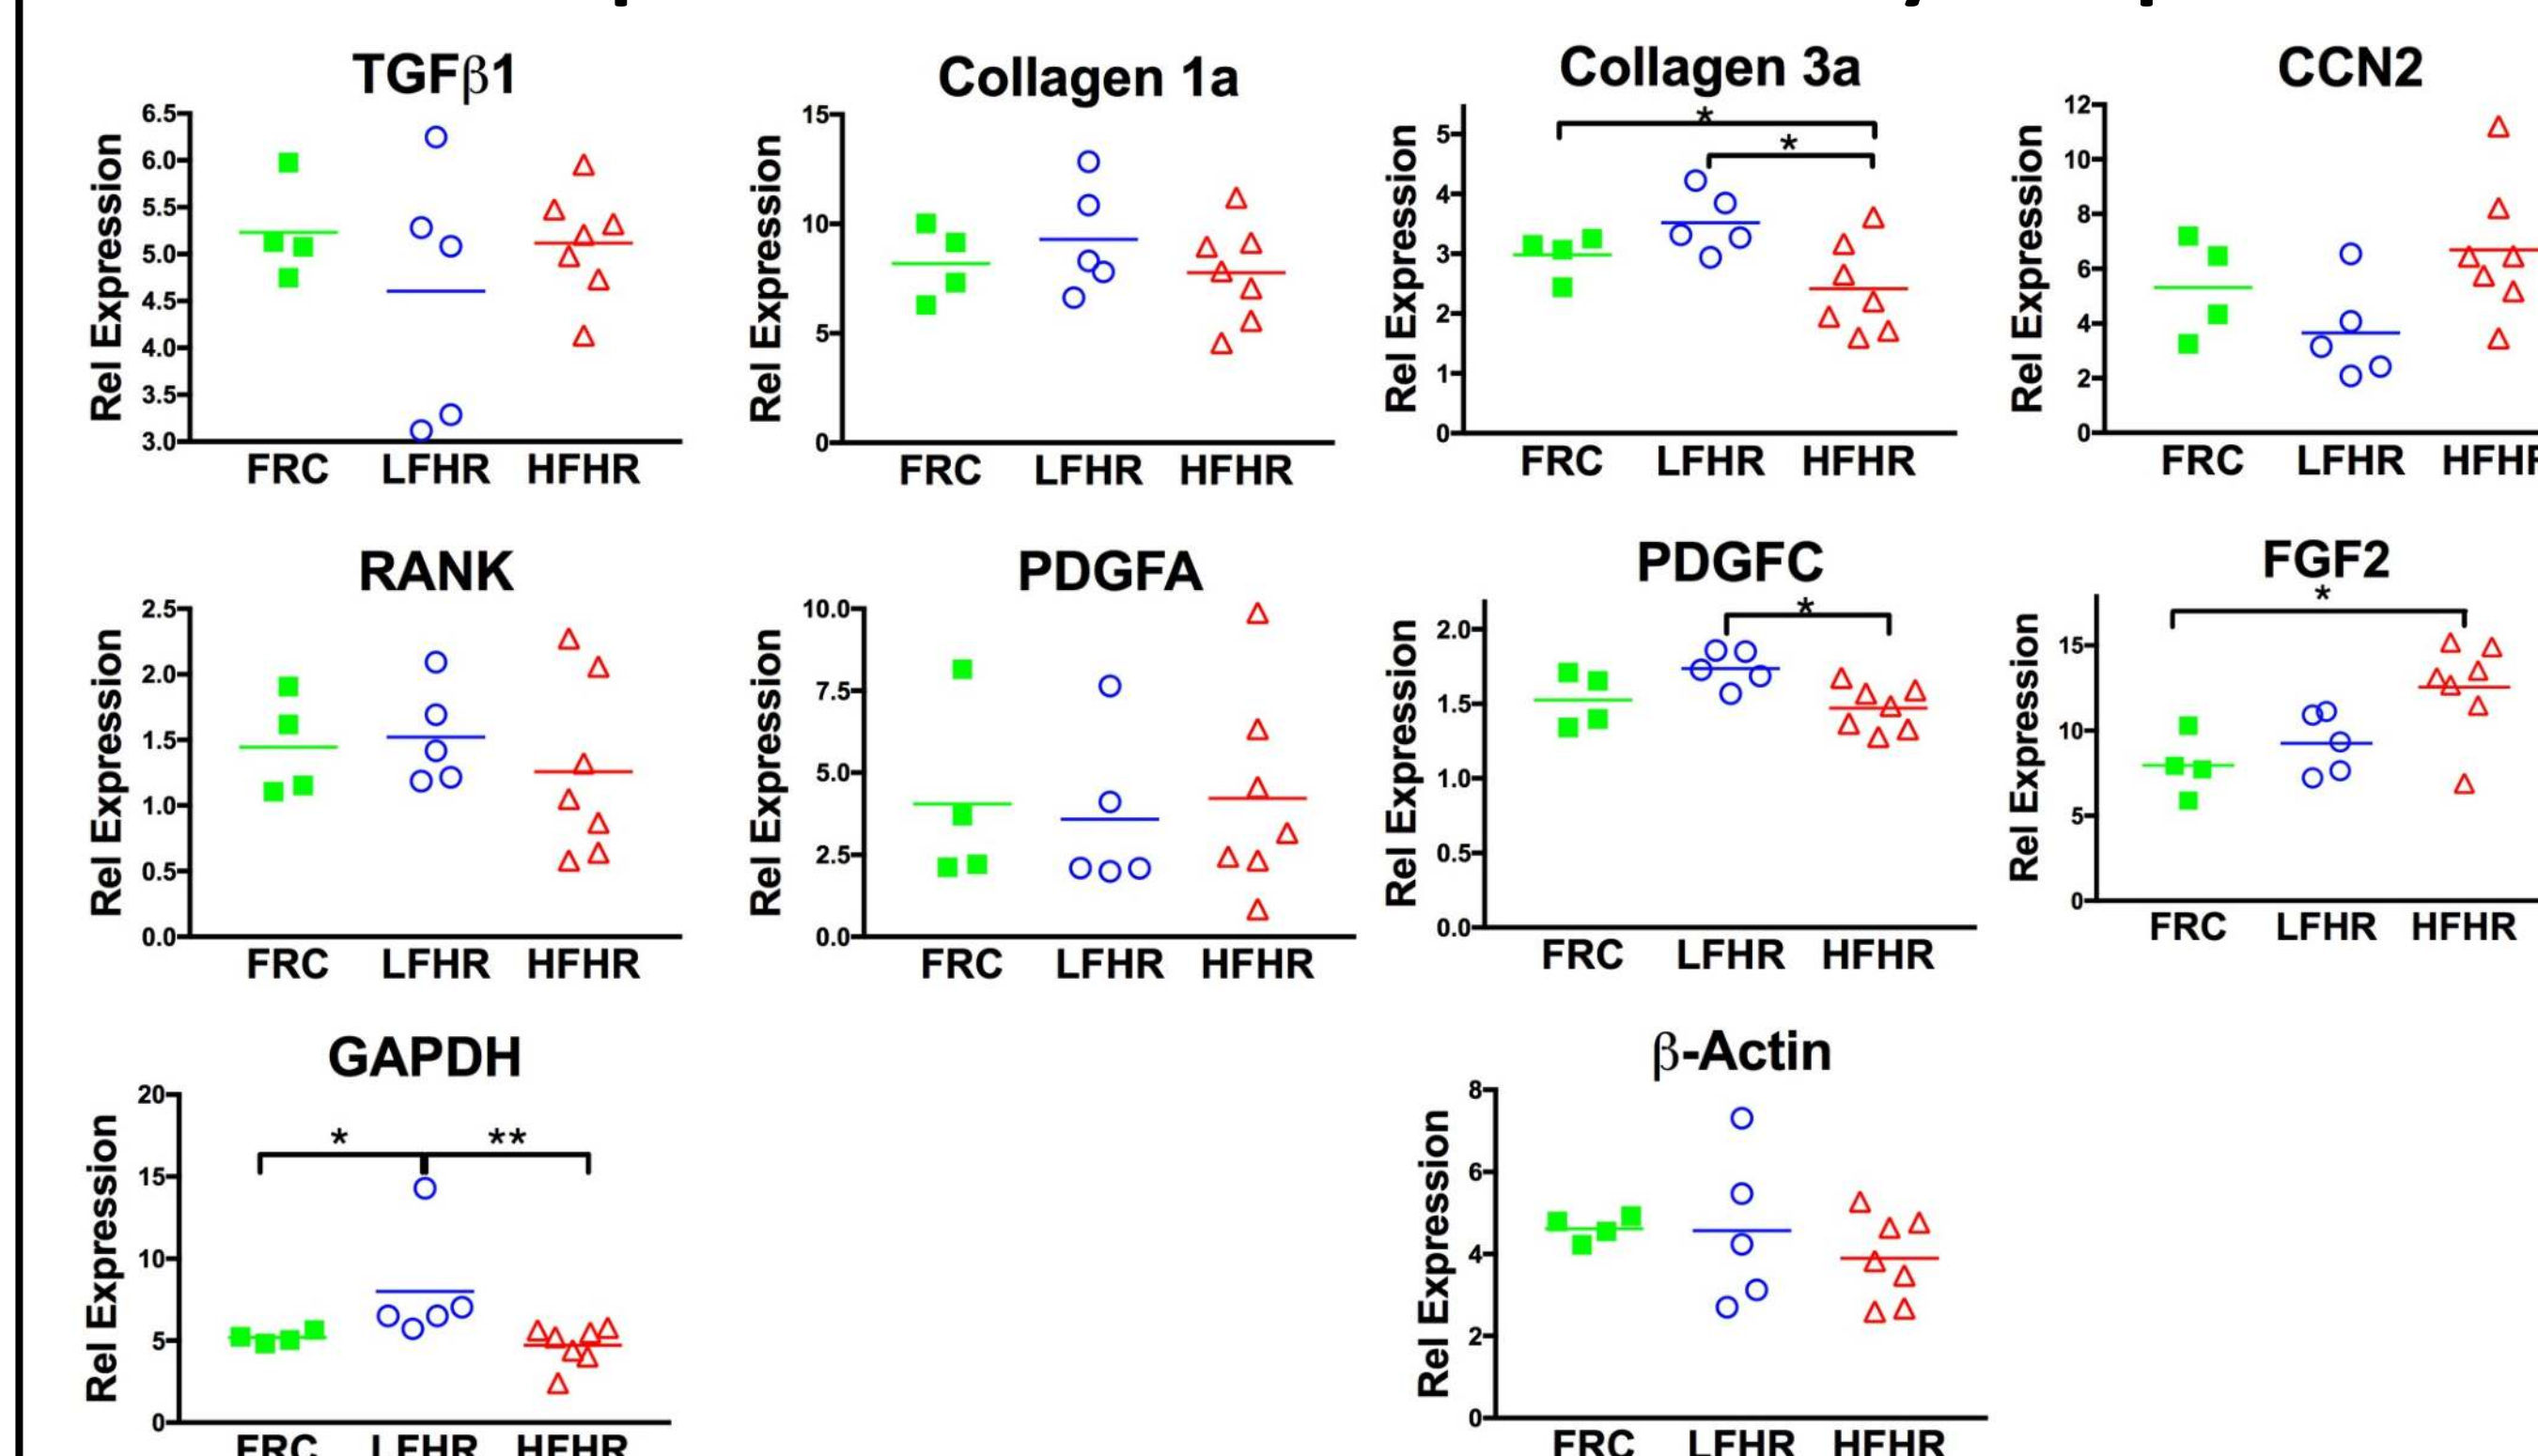 TGFβ1
6.5
6.0
5.5
5.0
4.5
4.0
3.5
3.0
Rel Expression
FRC LFHR HFHR
Collagen 1a
15
10
5
0
Rel Expression
FRC LFHR HFHR
Collagen 3a
* *
5
4
3
2
1
0
Rel Expression
FRC LFHR HFHR
CCN2
12
10
8
6
4
2
0
Rel Expression
FRC LFHR HFHR
RANK
2.5
2.0
1.5
1.0
0.5
0.0
Rel Expression
FRC LFHR HFHR
PDGFA
10.0
7.5
5.0
2.5
0.0
Rel Expression
FRC LFHR HFHR
PDGFC
*
2.0
1.5
1.0
0.5
0.0
Rel Expression
FRC LFHR HFHR
FGF2
*
15
10
5
0
Rel Expression
FRC LFHR HFHR
GAPDH
* **
20
15
10
5
0
Rel Expression
FRC LFHR HFHR
β-Actin
8
6
4
2
0
Rel Expression
FRC LFHR HFHR